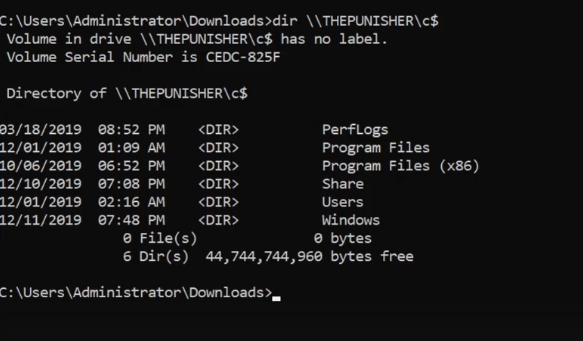 C:\Users\Administrator\Downloads>dir \\THEPUNISHER\c$
 Volume in drive \\THEPUNISHER\c$ has no label.
 Volume Serial Number is CEDC-825F

 Directory of \\THEPUNISHER\c$

03/18/2019  08:52 PM    <DIR>          PerfLogs
12/01/2019  01:09 AM    <DIR>          Program Files
10/06/2019  06:52 PM    <DIR>          Program Files (x86)
12/10/2019  07:08 PM    <DIR>          Share
12/01/2019  02:16 AM    <DIR>          Users
12/11/2019  07:48 PM    <DIR>          Windows
               0 File(s)              0 bytes
               6 Dir(s)  44,744,744,960 bytes free

C:\Users\Administrator\Downloads>